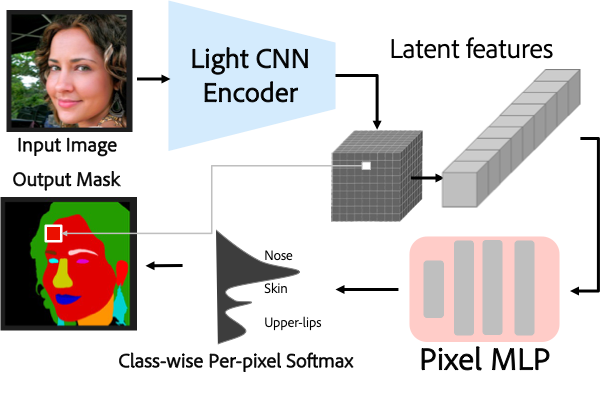 Light CNN
Encoder
Latent features
Input Image
Output Mask
Nose
Skin
Upper-lips
Class-wise Per-pixel Softmax
Pixel MLP